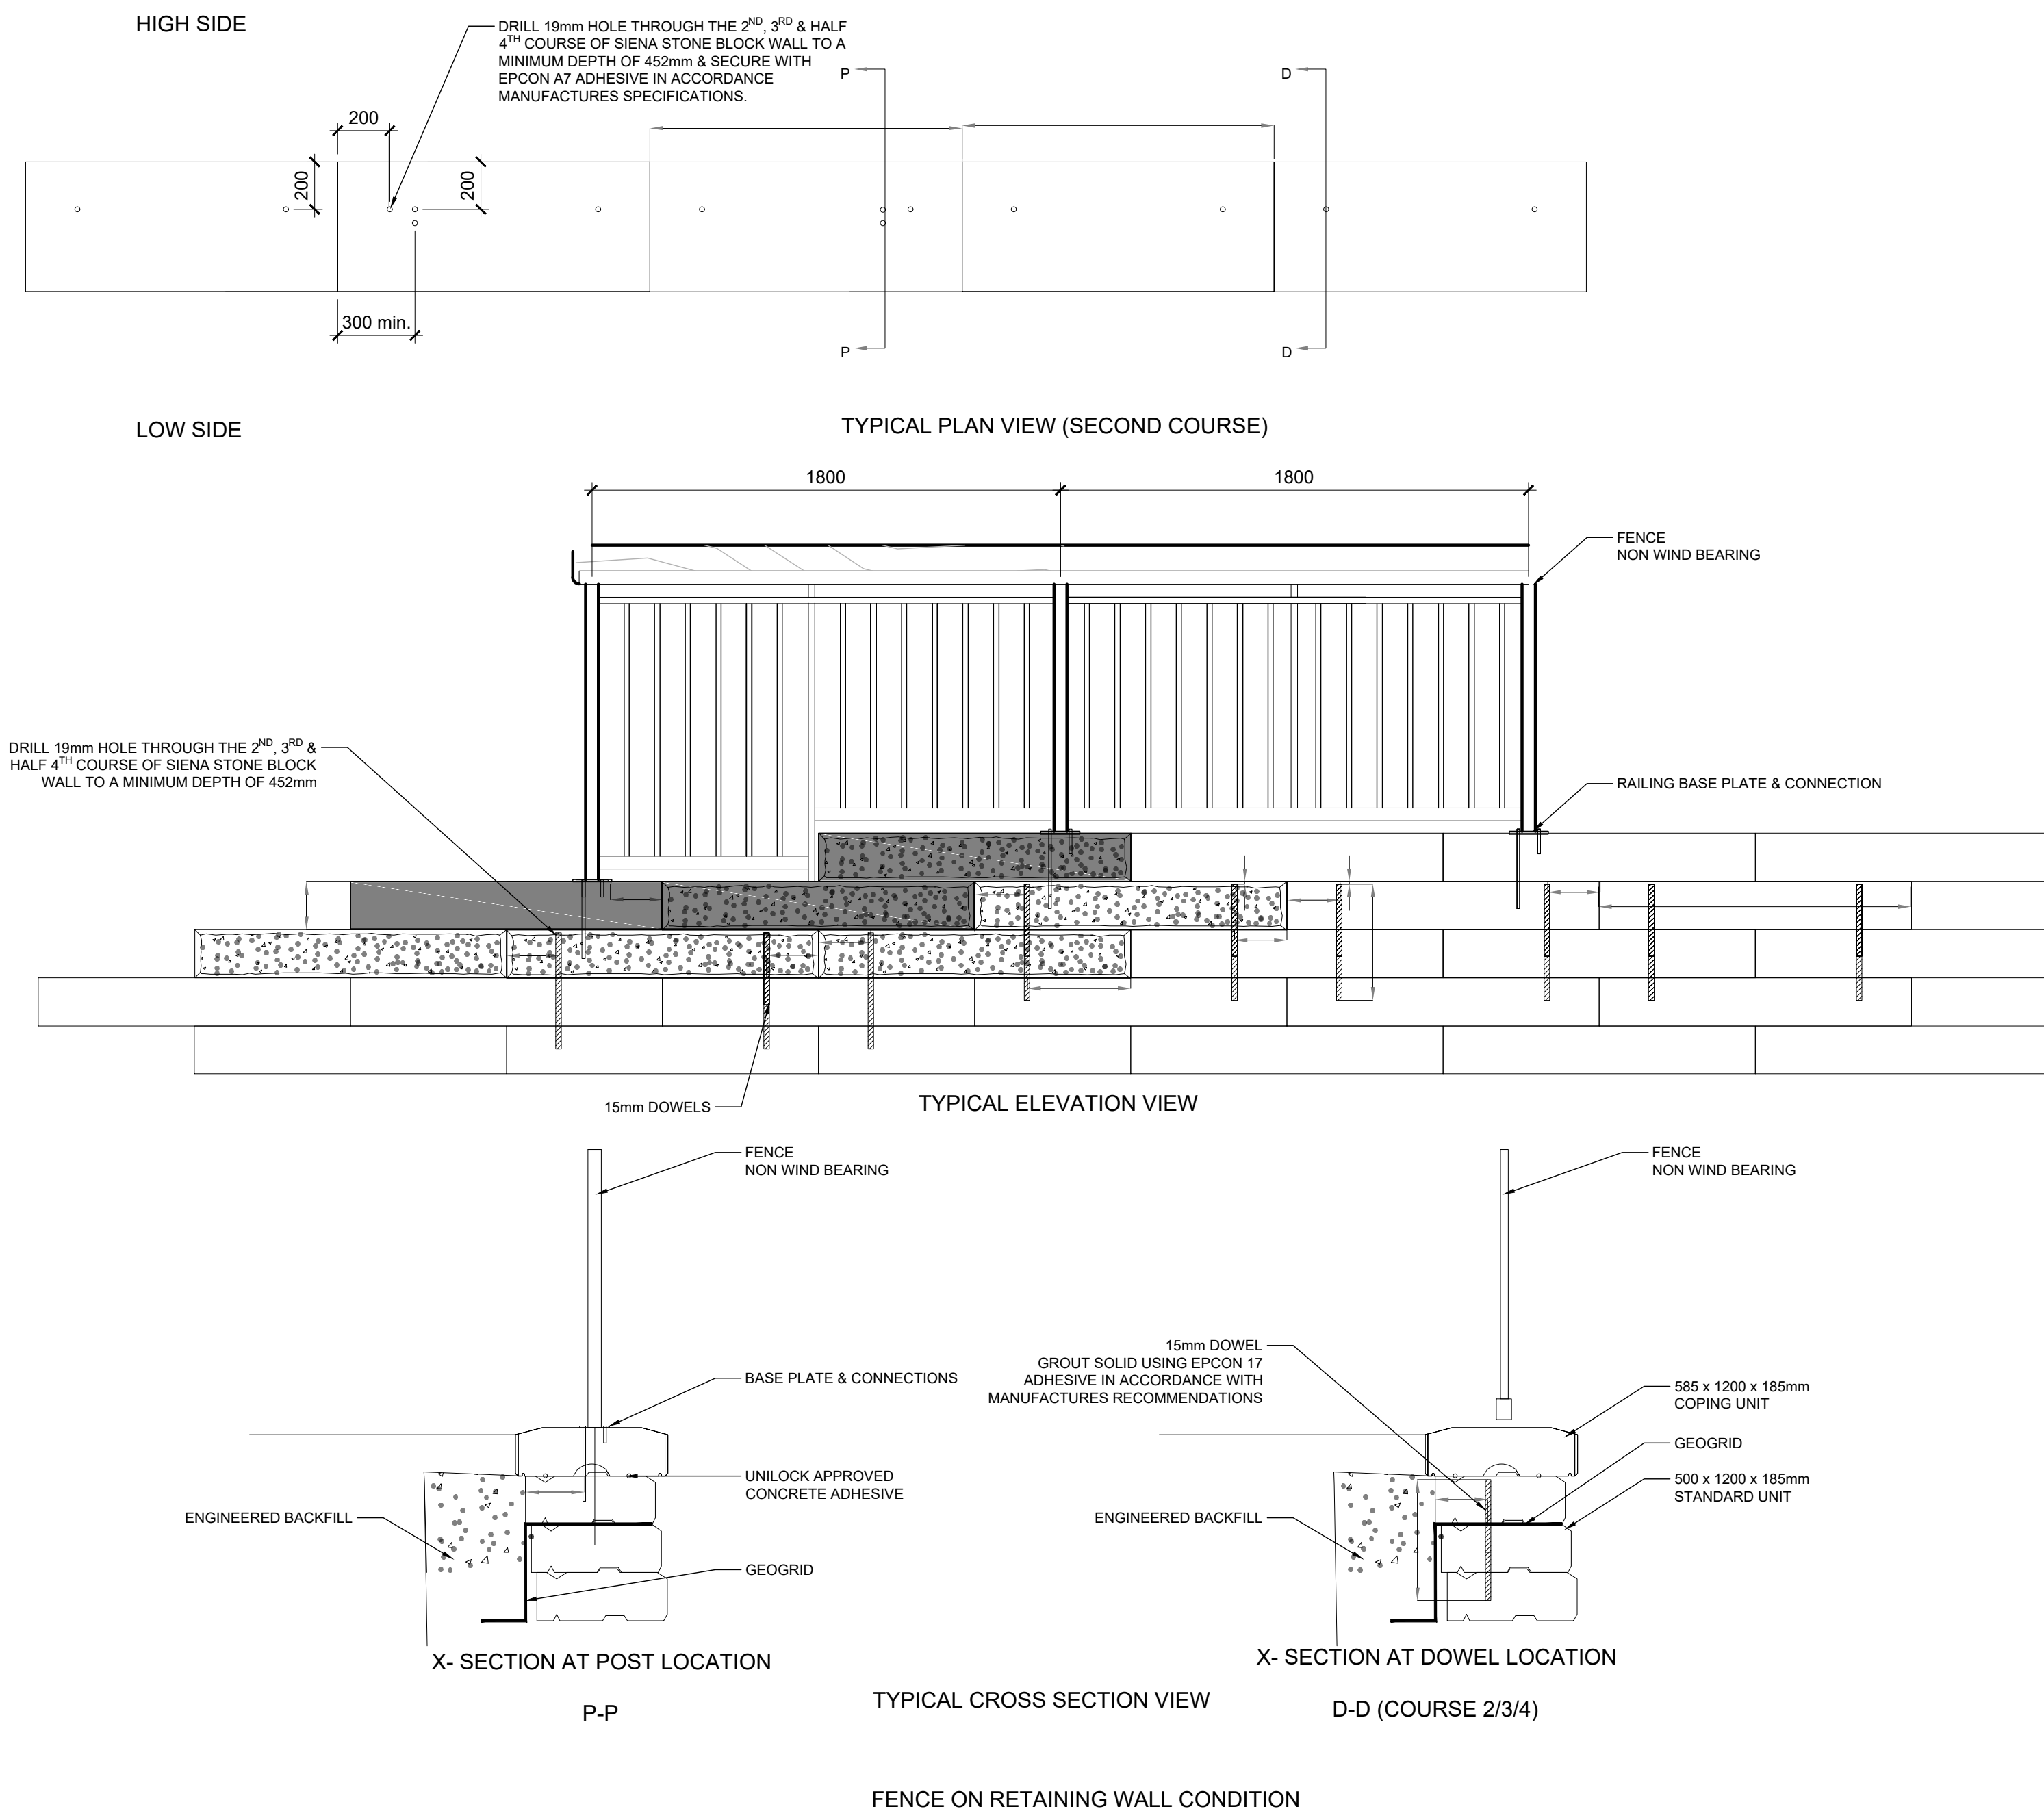 HIGH SIDE
DRILL 19mm HOLE THROUGH THE 2ND, 3RD & HALF
4TH COURSE OF SIENA STONE BLOCK WALL TO A
MINIMUM DEPTH OF 452mm & SECURE WITH
EPCON A7 ADHESIVE IN ACCORDANCE
MANUFACTURES SPECIFICATIONS.
P
D
200
200
200
300 min.
P
D
LOW SIDE
TYPICAL PLAN VIEW (SECOND COURSE)
1800
1800
FENCE
NON WIND BEARING
DRILL 19mm HOLE THROUGH THE 2ND, 3RD &
HALF 4TH COURSE OF SIENA STONE BLOCK
WALL TO A MINIMUM DEPTH OF 452mm
RAILING BASE PLATE & CONNECTION
15mm DOWELS
TYPICAL ELEVATION VIEW
FENCE
NON WIND BEARING
BASE PLATE & CONNECTIONS
UNILOCK APPROVED
CONCRETE ADHESIVE
ENGINEERED BACKFILL
GEOGRID
X- SECTION AT POST LOCATION
P-P
FENCE
NON WIND BEARING
15mm DOWEL
GROUT SOLID USING EPCON 17
ADHESIVE IN ACCORDANCE WITH
MANUFACTURES RECOMMENDATIONS
585 x 1200 x 185mm
COPING UNIT
GEOGRID
500 x 1200 x 185mm
STANDARD UNIT
ENGINEERED BACKFILL
X- SECTION AT DOWEL LOCATION
TYPICAL CROSS SECTION VIEW
D-D (COURSE 2/3/4)
FENCE ON RETAINING WALL CONDITION